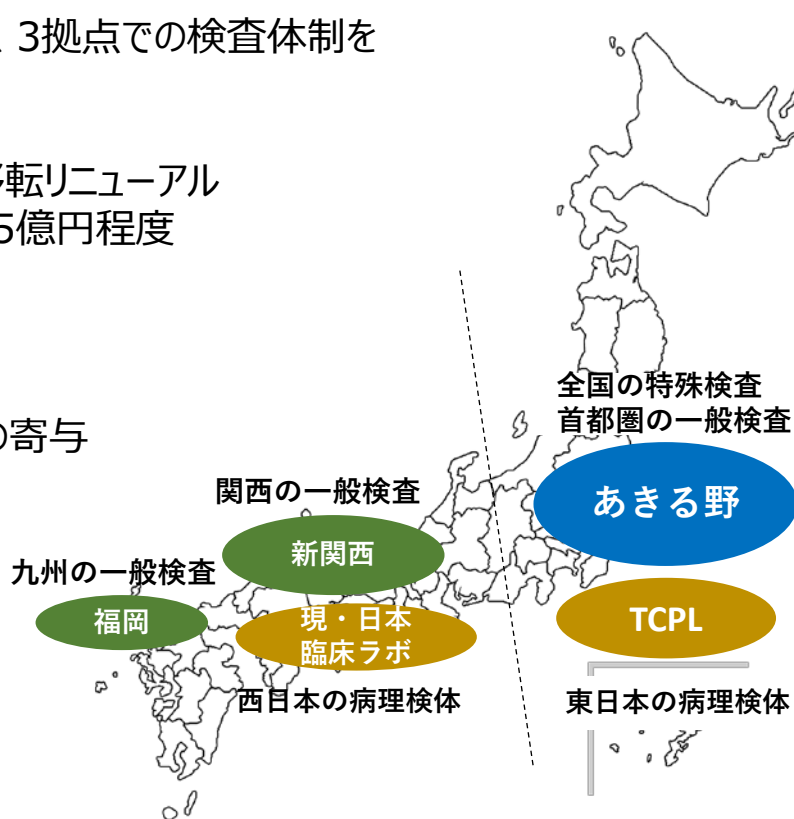 3拠点での検査体制を
転リニューアル
5億円程度
の寄与
全国の特殊検査
首都圏の一般検査
あきる野
関西の一般検査
新関西
九州の一般検査
福岡
現・日本
臨床ラボ
TCPL
西日本の病理検体
東日本の病理検体